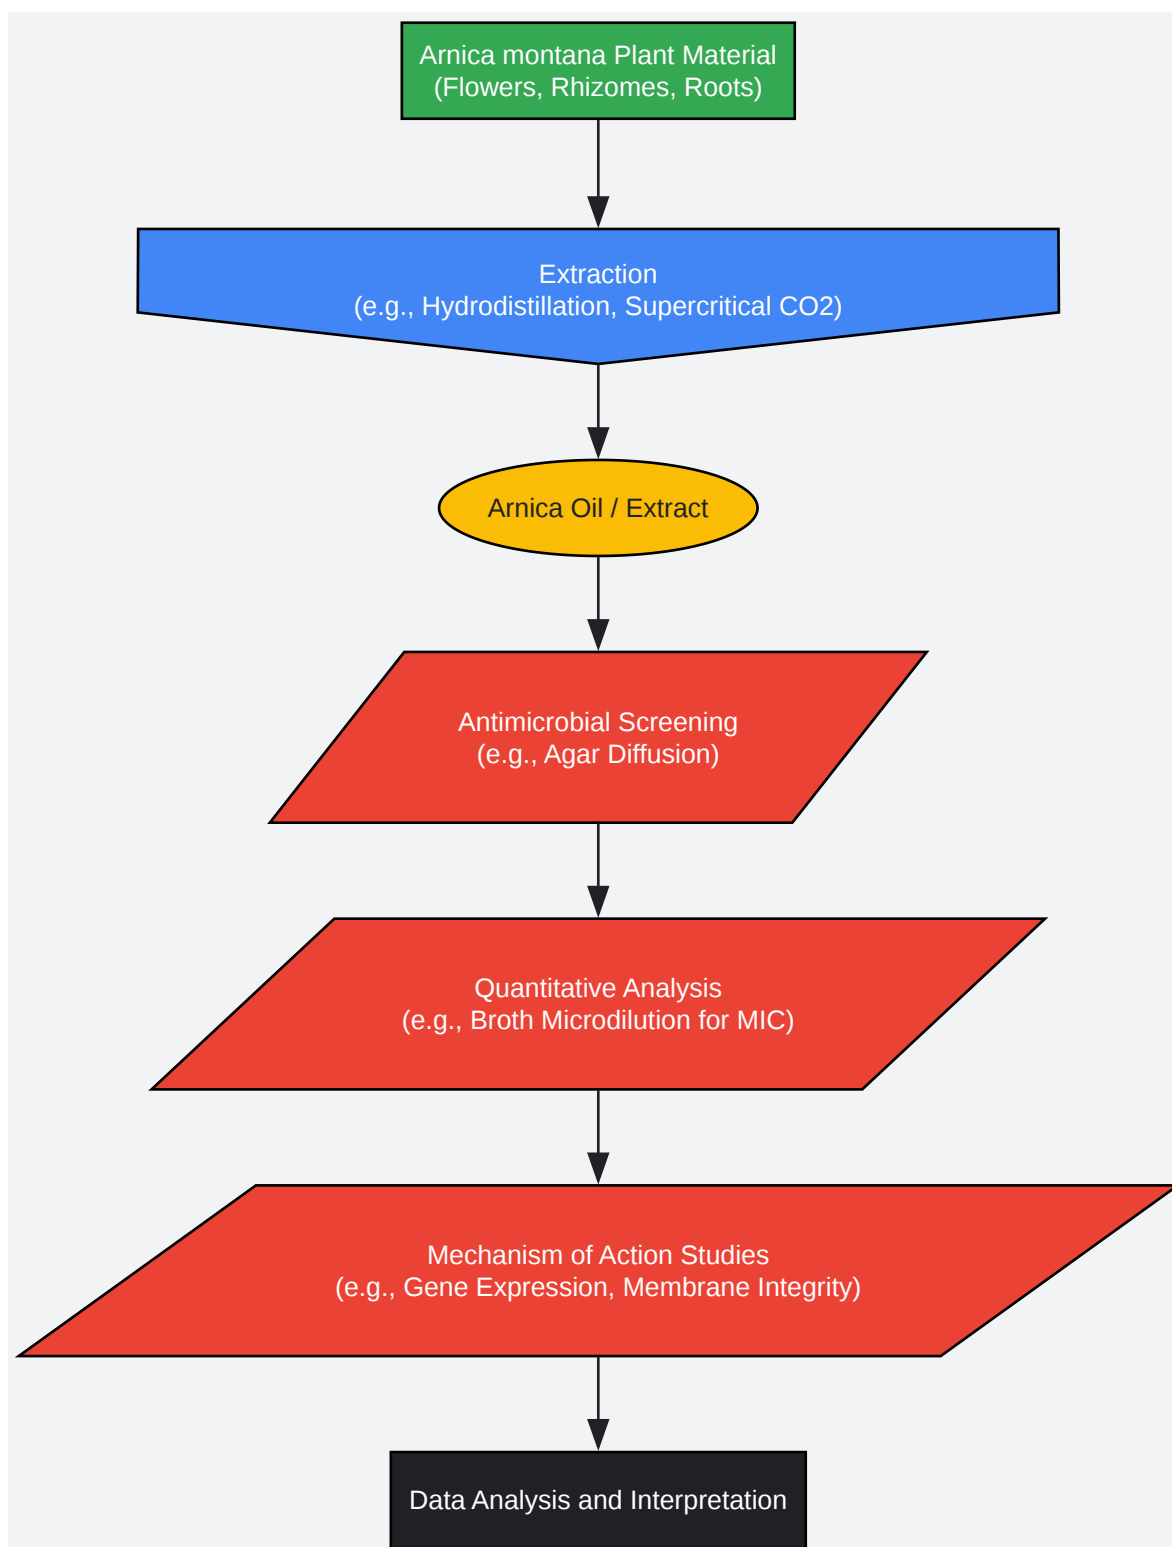 Arnica montana Plant Material
(Flowers, Rhizomes, Roots)
Extraction
(e.g., Hydrodistillation, Supercritical CO2)
Arnica Oil / Extract
Antimicrobial Screening
(e.g., Agar Diffusion)
Quantitative Analysis
(e.g., Broth Microdilution for MIC)
Mechanism of Action Studies
(e.g., Gene Expression, Membrane Integrity)
Data Analysis and Interpretation